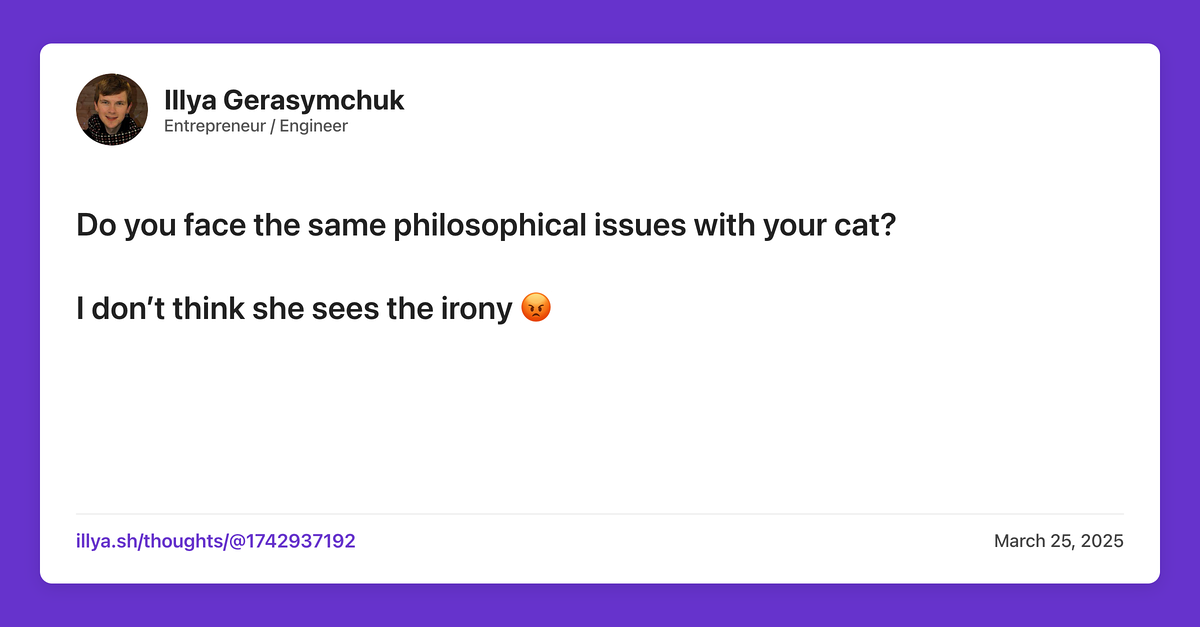 Illya Gerasymchuk
Entrepreneur / Engineer
Do you face the same philosophical issues with your cat?
I don’t think she sees the irony 😡
illya.sh/thoughts/@1742937192
March 25, 2025